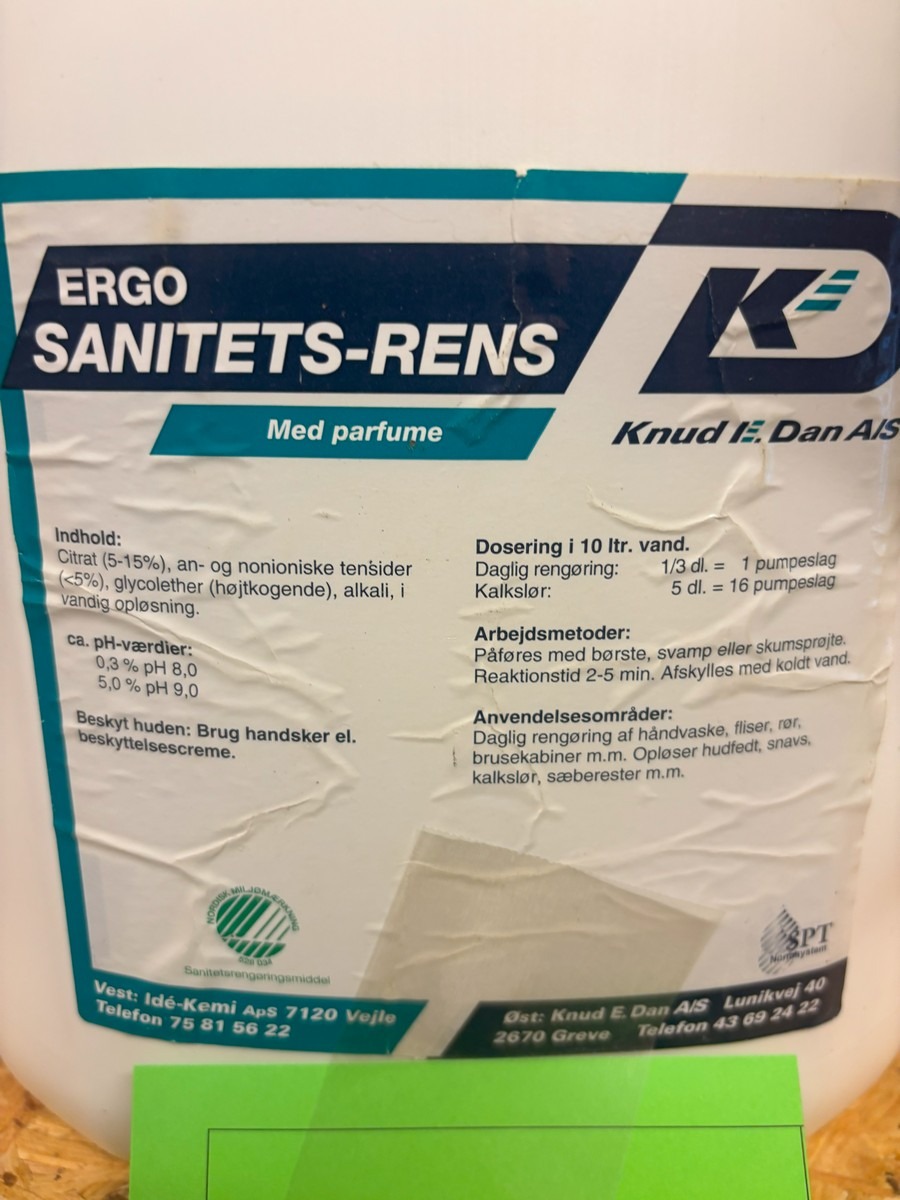 ERGO
SANITETS-RENS
Med parfume
KD
Knud E. Dan A/S
Indhold:
Citrat (5-15%), an- og nonioniske tensider
(<5%), glycolether (højtkogende), alkali, i
vandig opløsning.
ca. pH-værdier:
0,3 % pH 8,0
5,0 % pH 9,0
Beskyt huden: Brug handsker el.
beskyttelsescreme.
Dosering i 10 ltr. vand.
Daglig rengøring: 1/3 dl. = 1 pumpeslag
Kalkslør: 5 dl. = 16 pumpeslag
Arbejdsmetoder:
Påføres med børste, svamp eller skumsprøjte.
Reaktionstid 2-5 min. Afskylles med koldt vand.
Anvendelsesområder:
Daglig rengøring af håndvaske, fliser, rør,
brusekabiner m.m. Opløser hudfedt, snavs,
kalkslør, sæberester m.m.
NORDISK MILJØMÆRKNING
Sanitetsrengøringsmiddel
SPT
Vest: Idé-Kemi ApS 7120 Vejle
Telefon 75 81 56 22
Øst: Knud E. Dan A/S Lunikvej 40
2670 Greve Telefon 43 69 24 22